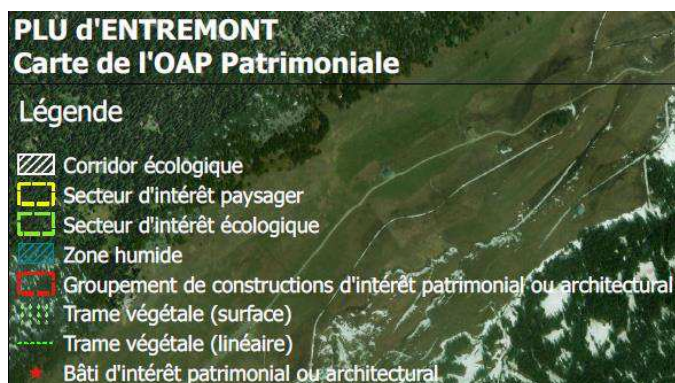 PLU d'ENTREMONT
Carte de l'OAP Patrimoniale
Légende
Corridor écologique
Secteur d'intérêt paysager
Secteur d'intérêt écologique
Zone humide
Groupement de constructions d'intérêt patrimonial ou architectural
Trame végétale (surface)
Trame végétale (linéaire)
Bâti d'intérêt patrimonial ou architectural